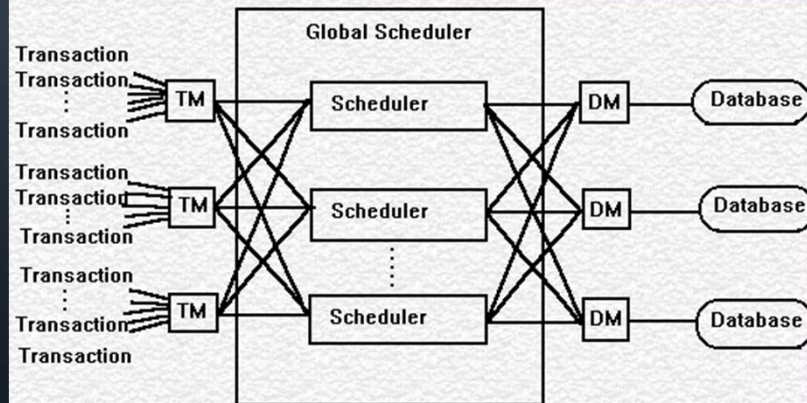 Global Scheduler
Transaction
Transaction
Transaction
TM
Scheduler
DM
Database
Transaction
Transaction
Transaction
TM
Scheduler
DM
Database
Transaction
Transaction
Transaction
TM
Scheduler
DM
Database